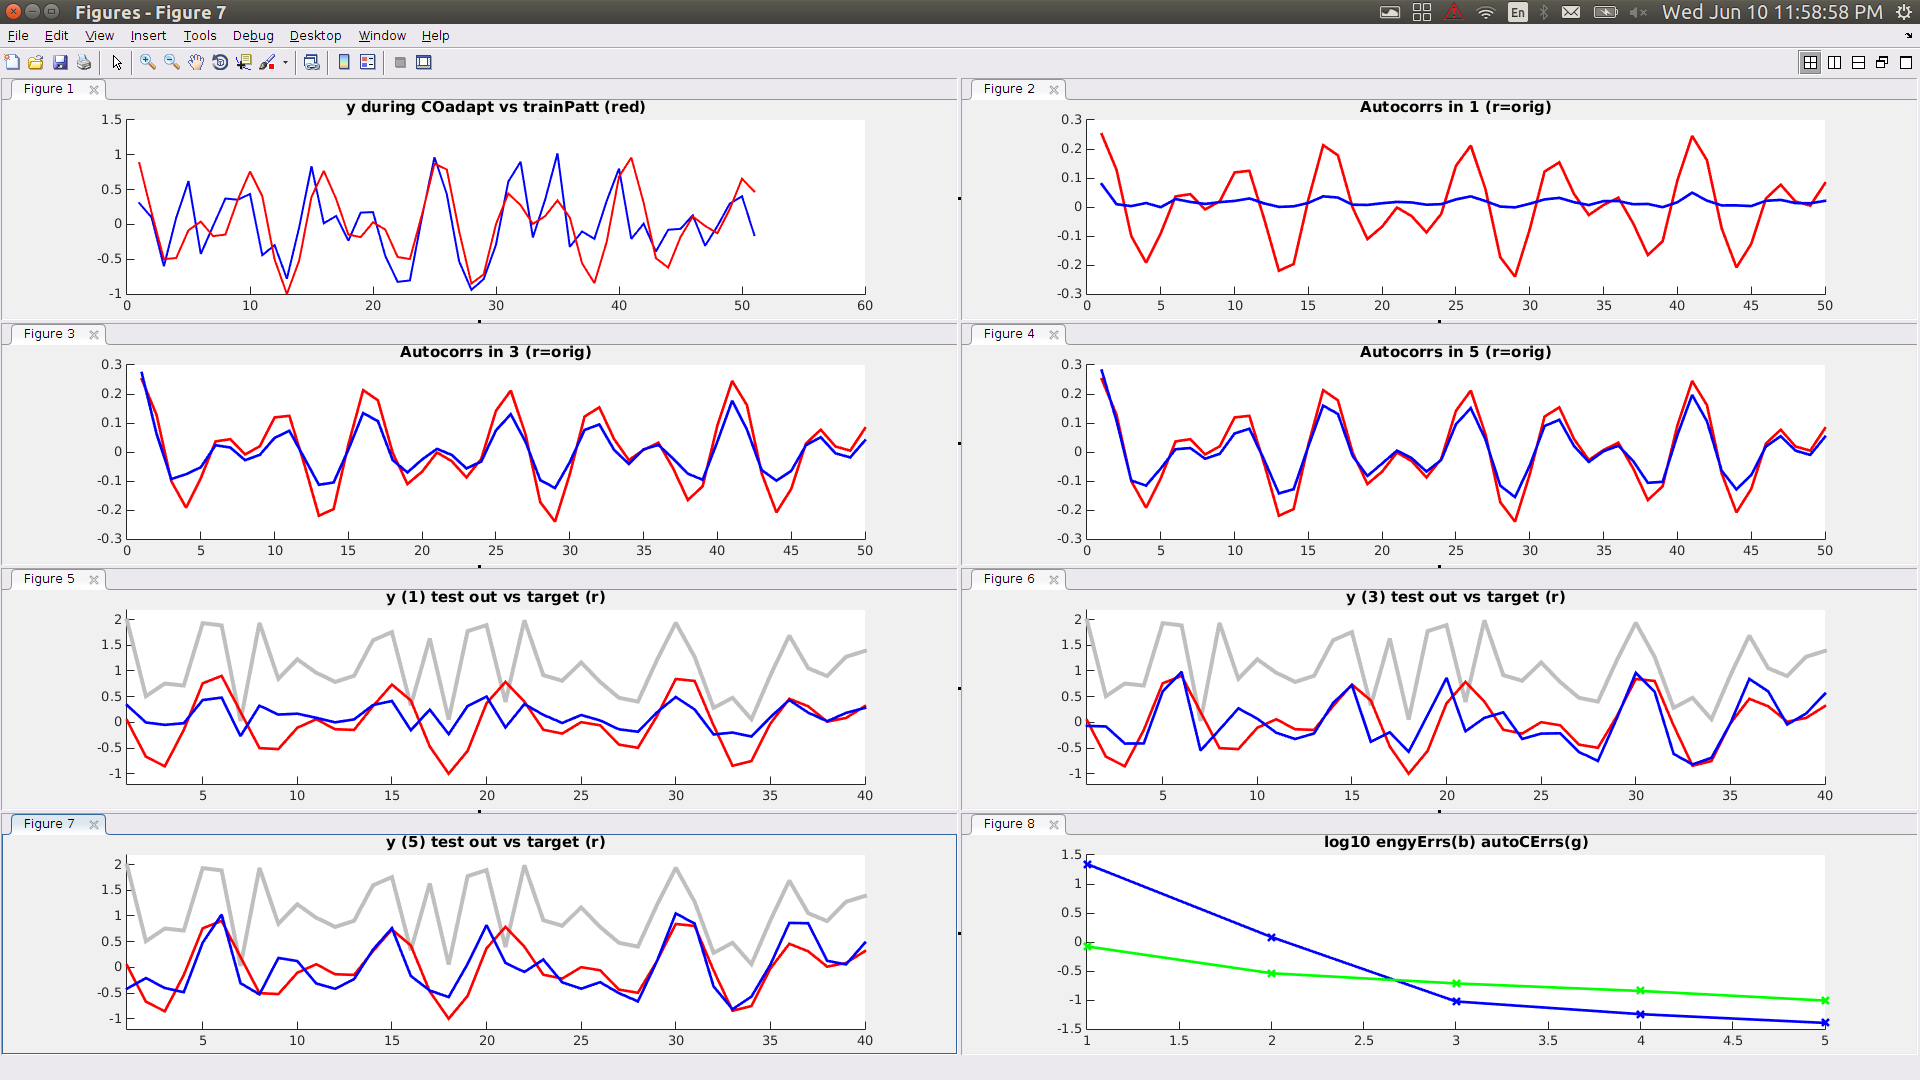 Figures - Figure 7
En
Wed Jun 10 11:58:58 PM
File Edit View Insert Tools Debug Desktop Window Help
Figure 1
y during COadapt vs trainPatt (red)
1.5
1
0.5
0
-0.5
-1
0 10 20 30 40 50 60
Figure 2
Autocorrs in 1 (r=orig)
0.3
0.2
0.1
0
-0.1
-0.2
-0.3
0 5 10 15 20 25 30 35 40 45 50
Figure 3
Autocorrs in 3 (r=orig)
0.3
0.2
0.1
0
-0.1
-0.2
-0.3
0 5 10 15 20 25 30 35 40 45 50
Figure 4
Autocorrs in 5 (r=orig)
0.3
0.2
0.1
0
-0.1
-0.2
-0.3
0 5 10 15 20 25 30 35 40 45 50
Figure 5
y (1) test out vs target (r)
2
1.5
1
0.5
0
-0.5
-1
5 10 15 20 25 30 35 40
Figure 6
y (3) test out vs target (r)
2
1.5
1
0.5
0
-0.5
-1
5 10 15 20 25 30 35 40
Figure 7
y (5) test out vs target (r)
2
1.5
1
0.5
0
-0.5
-1
5 10 15 20 25 30 35 40
Figure 8
log10 engyErrs(b) autoCErrs(g)
1.5
1
0.5
0
-0.5
-1
-1.5
1 1.5 2 2.5 3 3.5 4 4.5 5